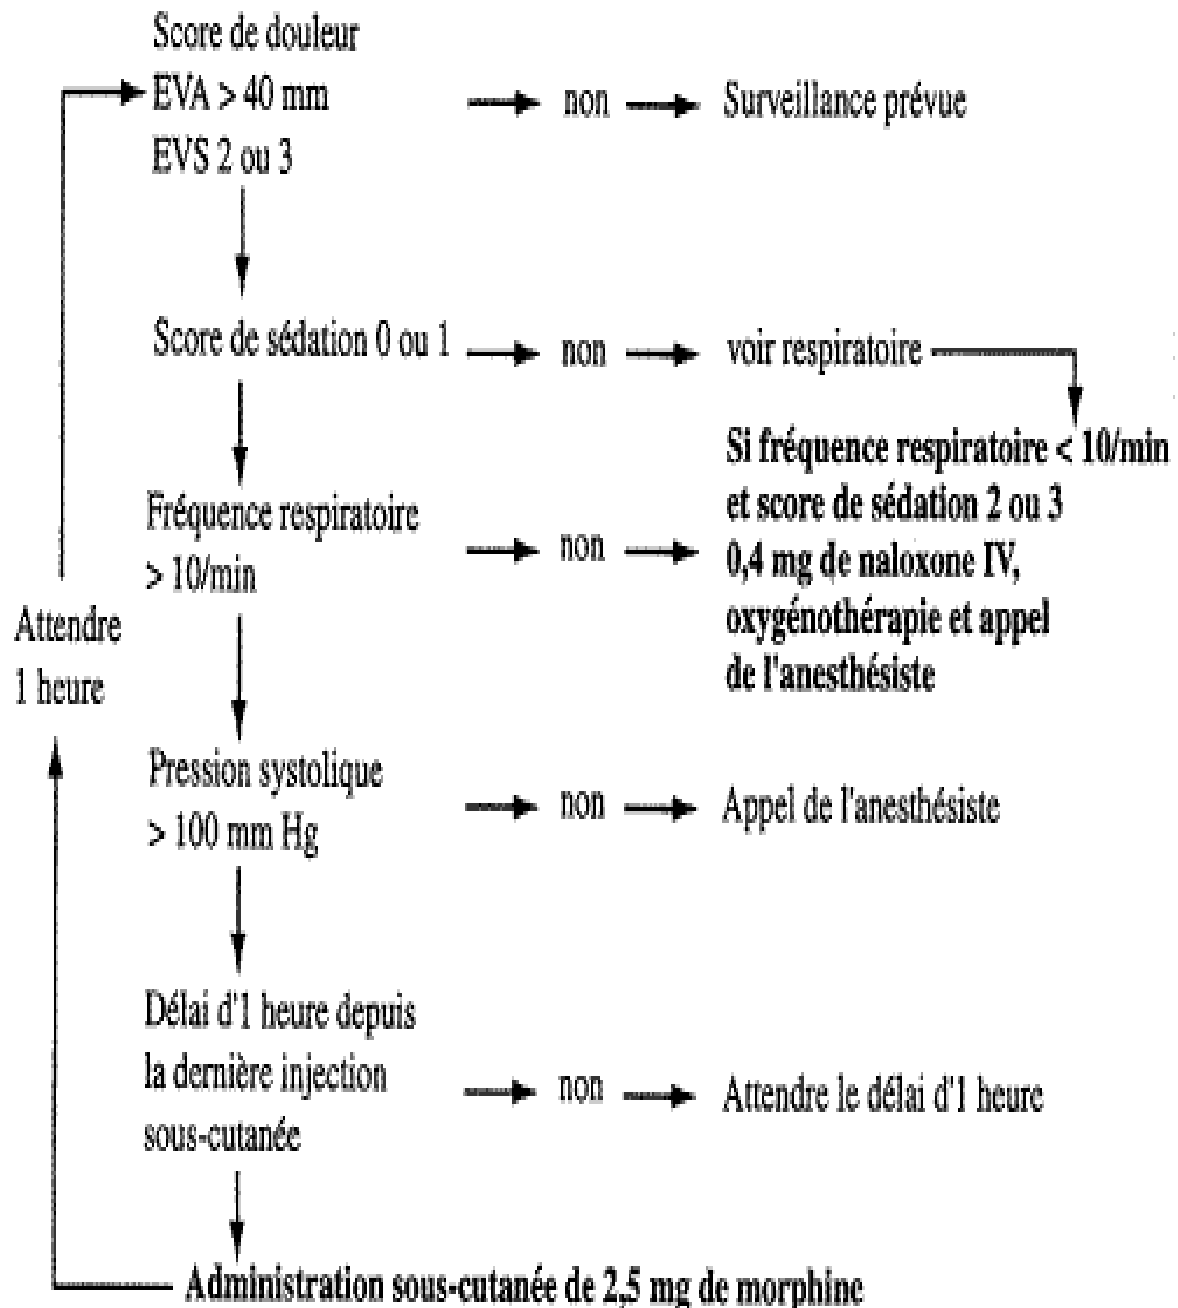 Score de douleur
EVA > 40 mm
EVS 2 ou 3
non
Surveillance prévue
Score de sédation 0 ou 1
non
voir respiratoire
Si fréquence respiratoire < 10/min
et score de sédation 2 ou 3
0,4 mg de naloxone IV,
oxygénothérapie et appel
de l'anesthésiste
Fréquence respiratoire
> 10/min
non
Attendre
1 heure
Pression systolique
> 100 mm Hg
non
Appel de l'anesthésiste
Délai d'1 heure depuis
la dernière injection
sous-cutanée
non
Attendre le délai d'1 heure
Administration sous-cutanée de 2,5 mg de morphine